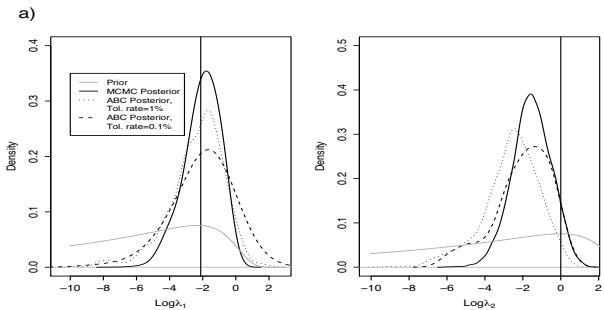 a)
Prior
MCMC Posterior
ABC Posterior,
Tol. rate=1%
ABC Posterior,
Tol. rate=0.1%
Density
0.0
0.1
0.2
0.3
0.4
−10
−8
−6
−4
−2
0
2
Logλ1
Density
0.0
0.1
0.2
0.3
0.4
0.5
−10
−8
−6
−4
−2
0
2
Logλ2